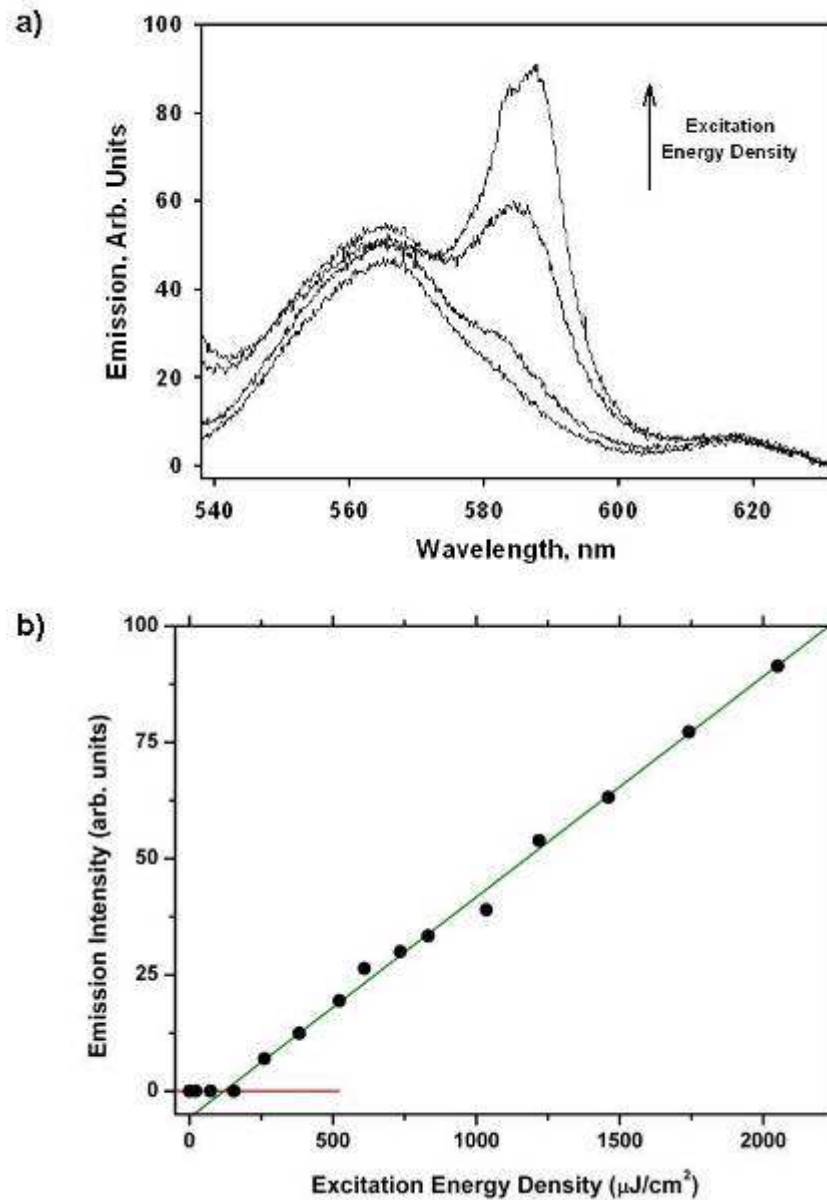 a)
100
80
60
40
20
0
Emission, Arb. Units
Excitation
Energy Density
540 560 580 600 620
Wavelength, nm
b)
100
75
50
25
0
Emission Intensity (arb. units)
0 500 1000 1500 2000
Excitation Energy Density (μJ/cm²)